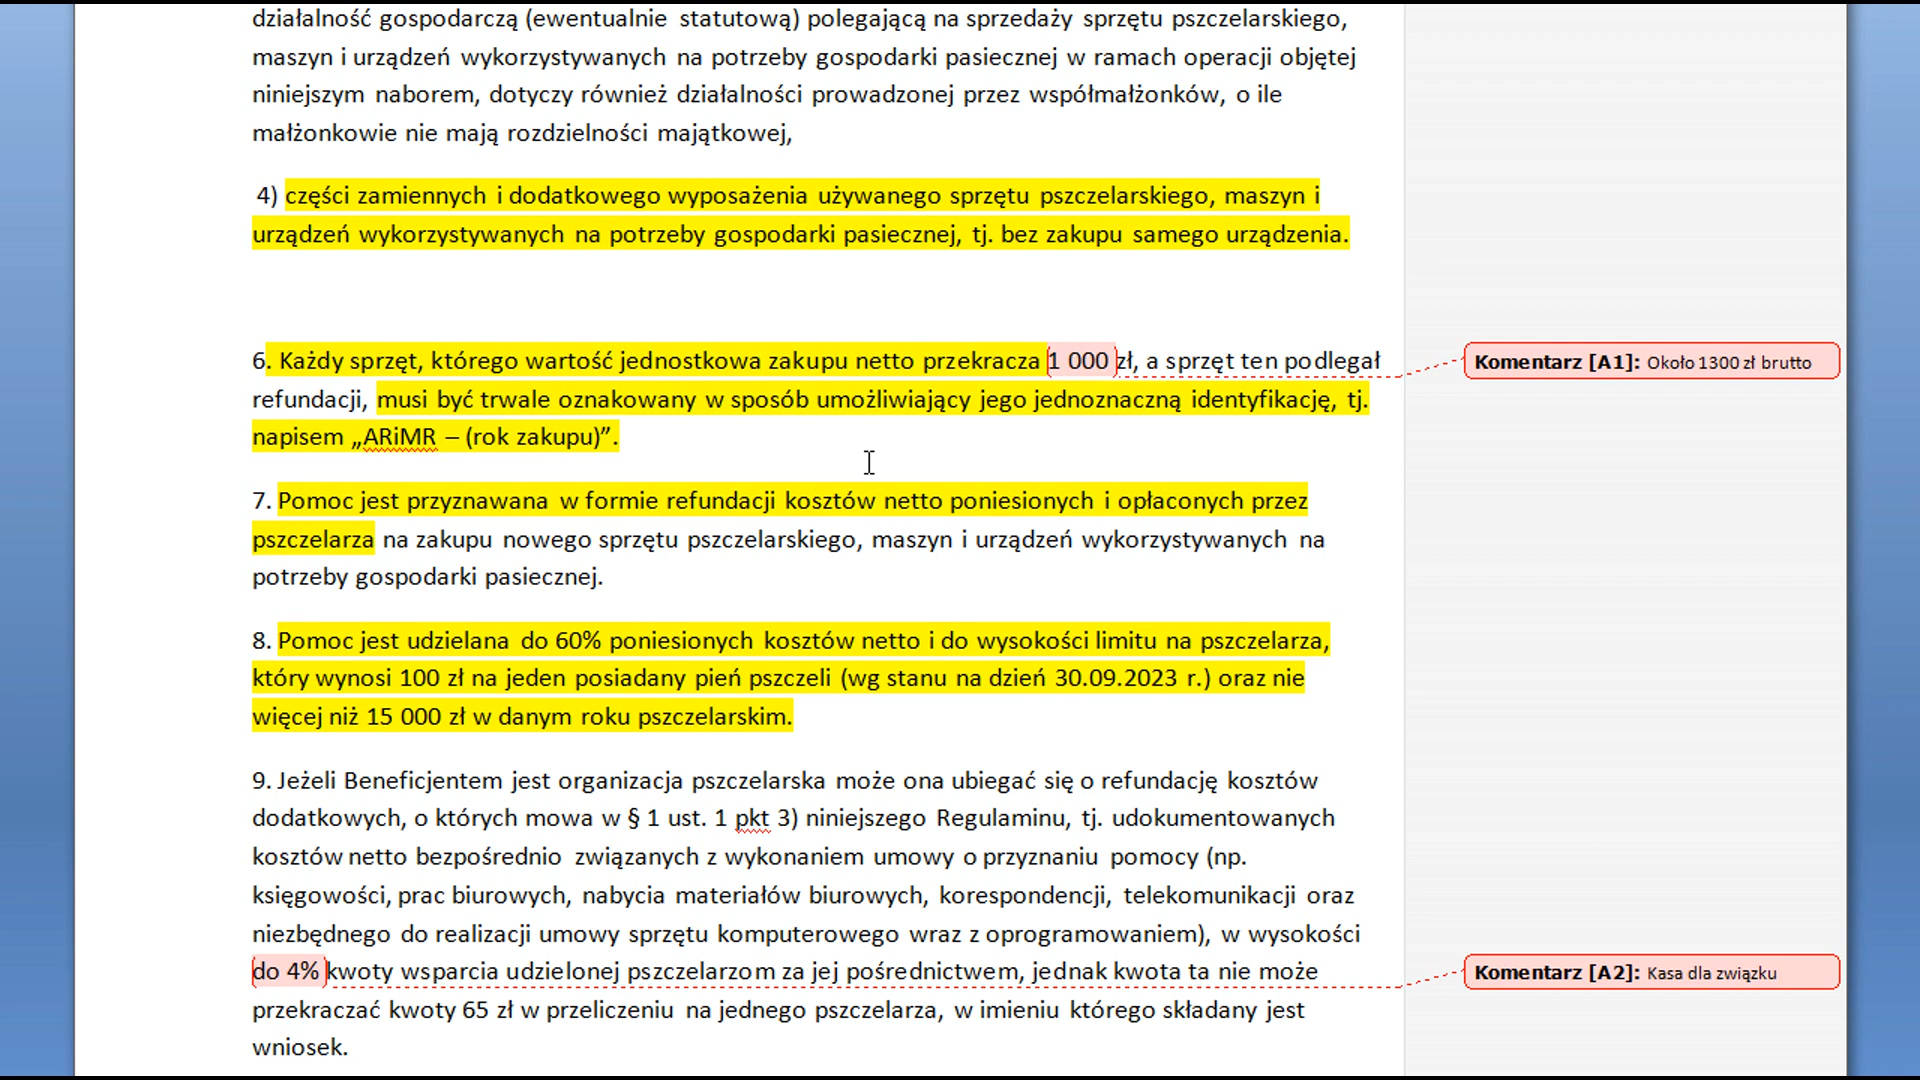 działalność gospodarczą (ewentualnie statutową) polegającą na sprzedaży sprzętu pszczelarskiego,
maszyn i urządzeń wykorzystywanych na potrzeby gospodarki pasiecznej w ramach operacji objętej
niniejszym naborem, dotyczy również działalności prowadzonej przez współmałżonków, o ile
małżonkowie nie mają rozdzielności majątkowej,
4) części zamiennych i dodatkowego wyposażenia używanego sprzętu pszczelarskiego, maszyn i
urządzeń wykorzystywanych na potrzeby gospodarki pasiecznej, tj. bez zakupu samego urządzenia.
6. Każdy sprzęt, którego wartość jednostkowa zakupu netto przekracza 1 000 zł, a sprzęt ten podlegał
Komentarz [A1]: Około 1300 zł brutto
refundacji, musi być trwale oznakowany w sposób umożliwiający jego jednoznaczną identyfikację, tj.
napisem „ARiMR – (rok zakupu)”.
7. Pomoc jest przyznawana w formie refundacji kosztów netto poniesionych i opłaconych przez
pszczelarza na zakupu nowego sprzętu pszczelarskiego, maszyn i urządzeń wykorzystywanych na
potrzeby gospodarki pasiecznej.
8. Pomoc jest udzielana do 60% poniesionych kosztów netto i do wysokości limitu na pszczelarza,
który wynosi 100 zł na jeden posiadany pień pszczeli (wg stanu na dzień 30.09.2023 r.) oraz nie
więcej niż 15 000 zł w danym roku pszczelarskim.
9. Jeżeli Beneficjentem jest organizacja pszczelarska może ona ubiegać się o refundację kosztów
dodatkowych, o których mowa w § 1 ust. 1 pkt 3) niniejszego Regulaminu, tj. udokumentowanych
kosztów netto bezpośrednio związanych z wykonaniem umowy o przyznaniu pomocy (np.
księgowości, prac biurowych, nabycia materiałów biurowych, korespondencji, telekomunikacji oraz
niezbędnego do realizacji umowy sprzętu komputerowego wraz z oprogramowaniem), w wysokości
do 4% kwoty wsparcia udzielonej pszczelarzom za jej pośrednictwem, jednak kwota ta nie może
Komentarz [A2]: Kasa dla związku
przekraczać kwoty 65 zł w przeliczeniu na jednego pszczelarza, w imieniu którego składany jest
wniosek.